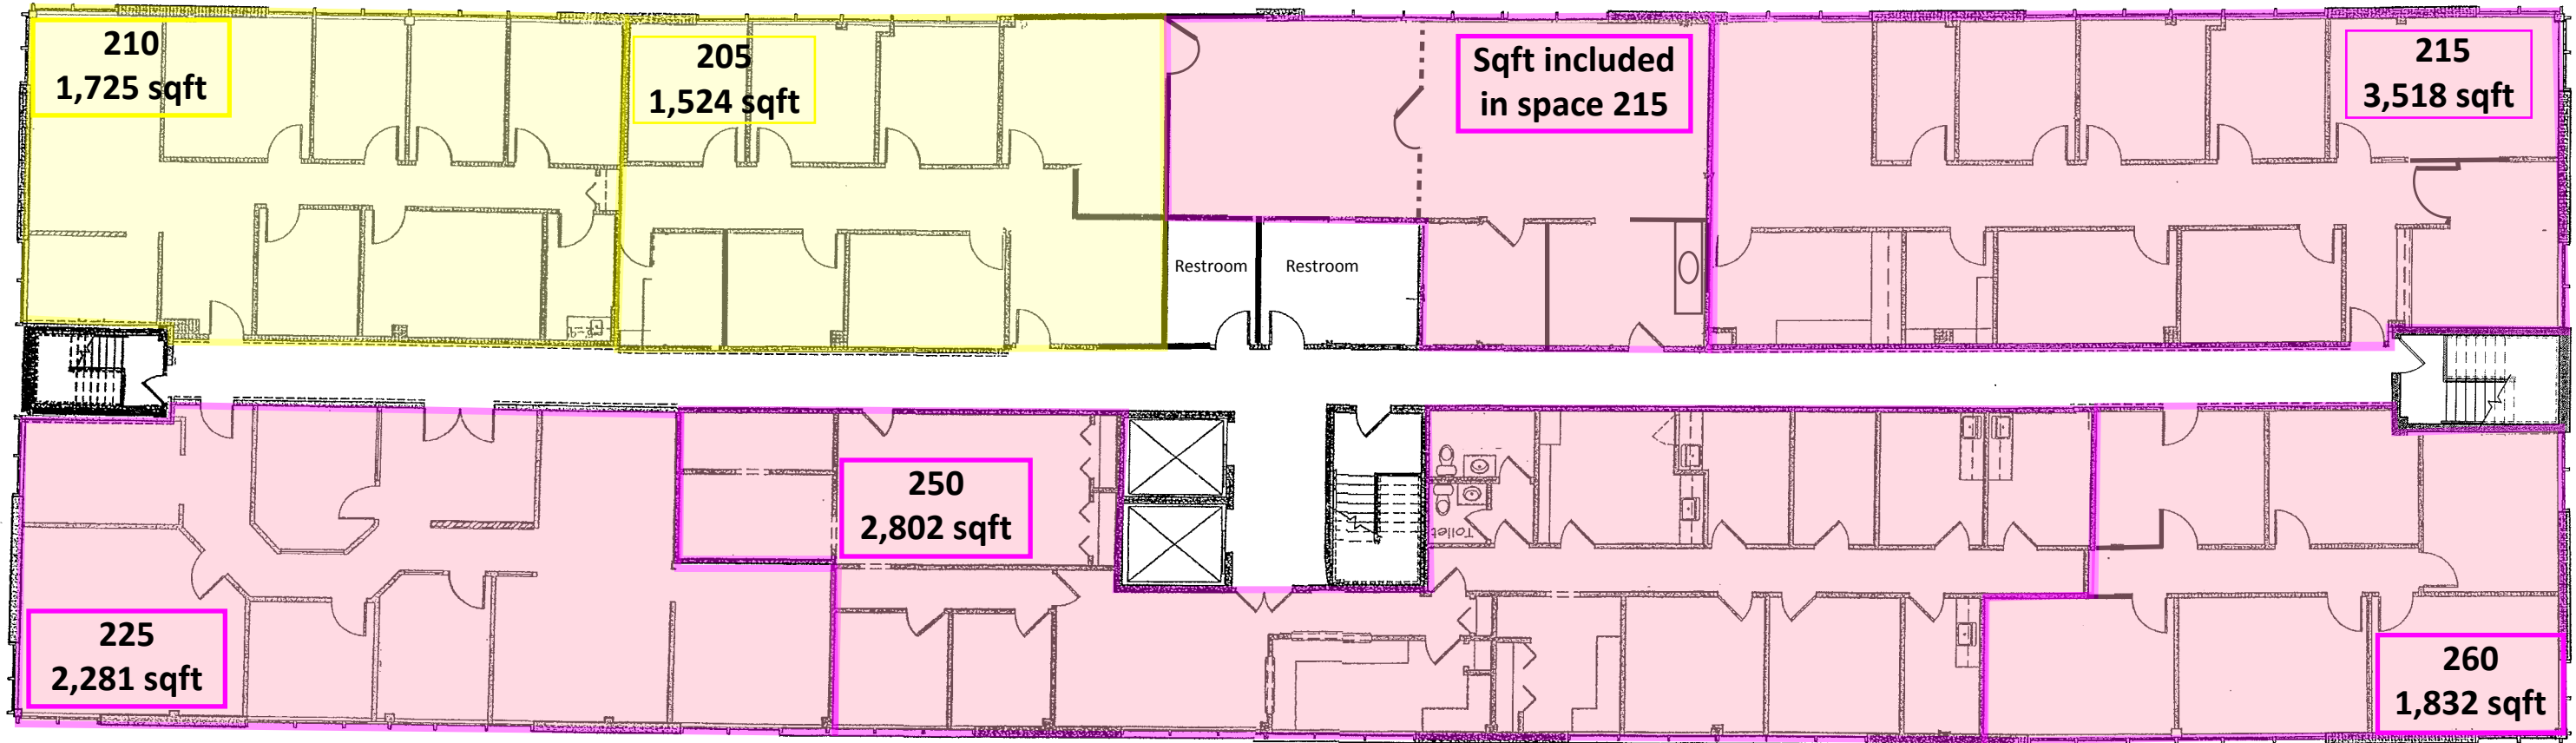 210
1,725 sqft
205
1,524 sqft
Sqft included
in space 215
215
3,518 sqft
Restroom
Restroom
250
2,802 sqft
Toilet
225
2,281 sqft
260
1,832 sqft